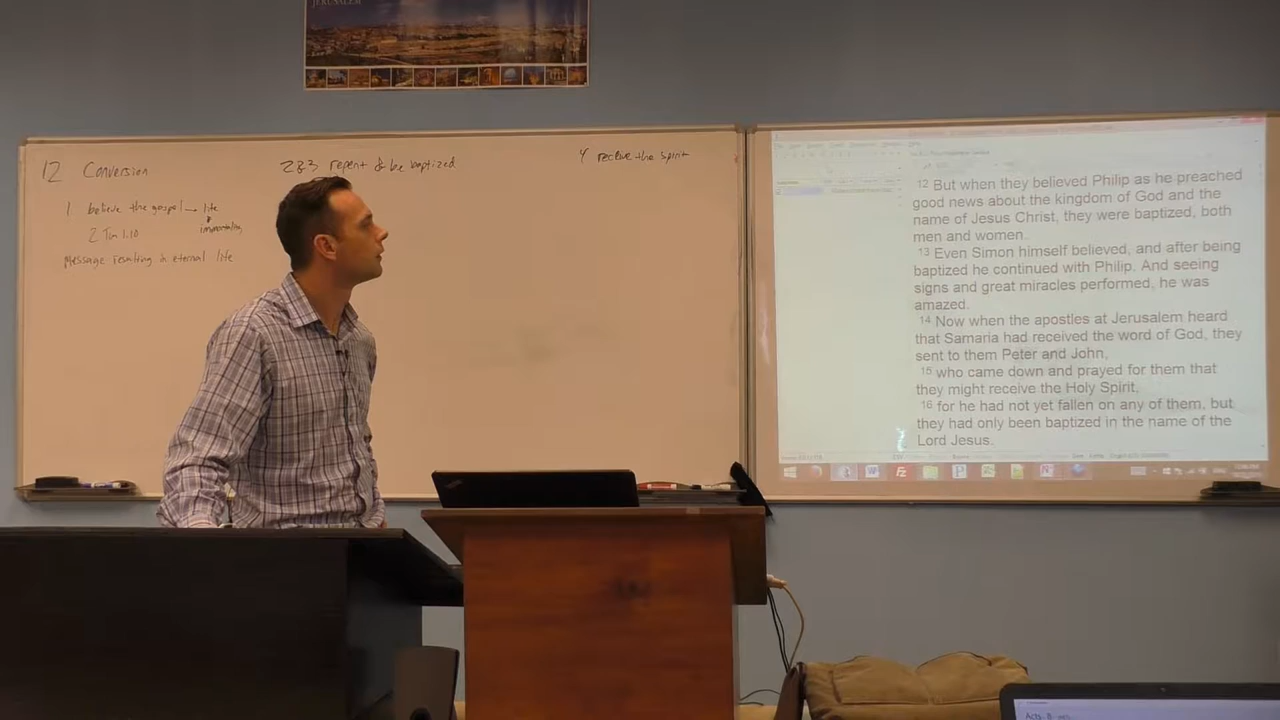 JERUSALEM
12 Conversion
2&3 repent & be baptized
4 receive the Spirit
1 believe the gospel → life
& immortality
2 Tim 1.10
Message resulting in eternal life
12 But when they believed Philip as he preached
good news about the kingdom of God and the
name of Jesus Christ, they were baptized, both
men and women.
13 Even Simon himself believed, and after being
baptized he continued with Philip. And seeing
signs and great miracles performed, he was
amazed.
14 Now when the apostles at Jerusalem heard
that Samaria had received the word of God, they
sent to them Peter and John,
15 who came down and prayed for them that
they might receive the Holy Spirit,
16 for he had not yet fallen on any of them, but
they had only been baptized in the name of the
Lord Jesus.
Acts 8